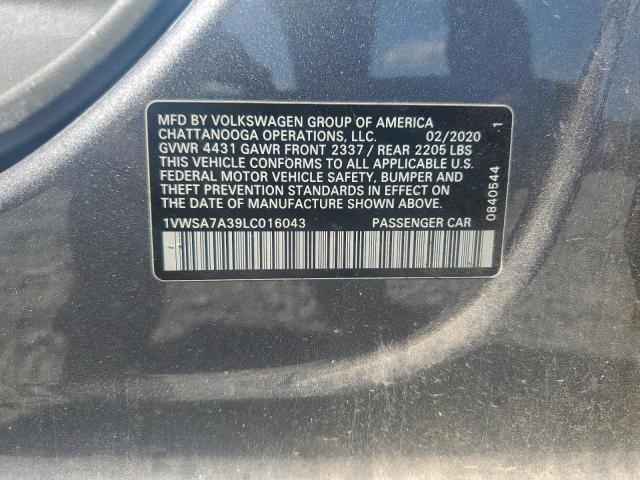 MFD BY VOLKSWAGEN GROUP OF AMERICA
CHATTANOOGA OPERATIONS, LLC. 02/2020
GVWR 4431 GAWR FRONT 2337 / REAR 2205 LBS
THIS VEHICLE CONFORMS TO ALL APPLICABLE U.S.
FEDERAL MOTOR VEHICLE SAFETY, BUMPER AND
THEFT PREVENTION STANDARDS IN EFFECT ON
THE DATE OF MANUFACTURE SHOWN ABOVE.
1VWSA7A39LC016043 PASSENGER CAR
0840544 1